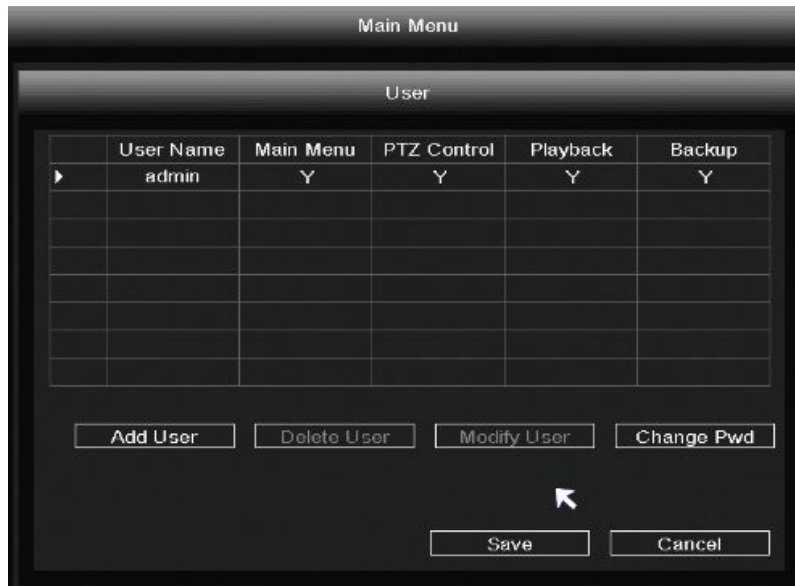 Main Menu
User
User Name Main Menu PTZ Control Playback Backup
admin Y Y Y Y
Add User Delete User Modify User Change Pwd
Save Cancel